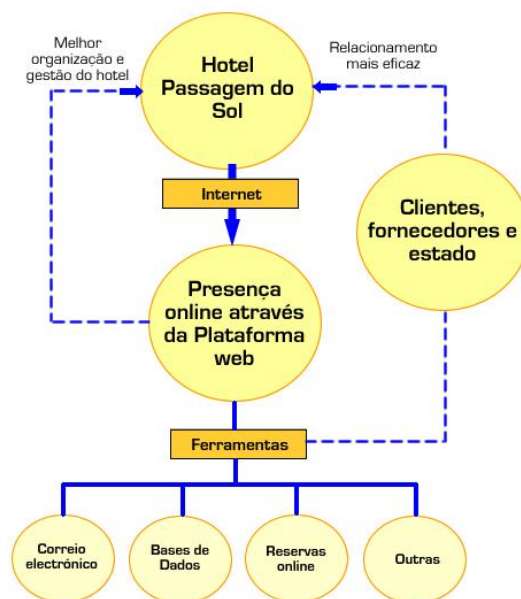 Melhor
organização e
gestão do hotel
Relacionamento
mais eficaz
Hotel
Passagem do
Sol
Internet
Clientes,
fornecedores e
estado
Presença
online através
da Plataforma
web
Ferramentas
Correio
electrónico
Bases de
Dados
Reservas
online
Outras